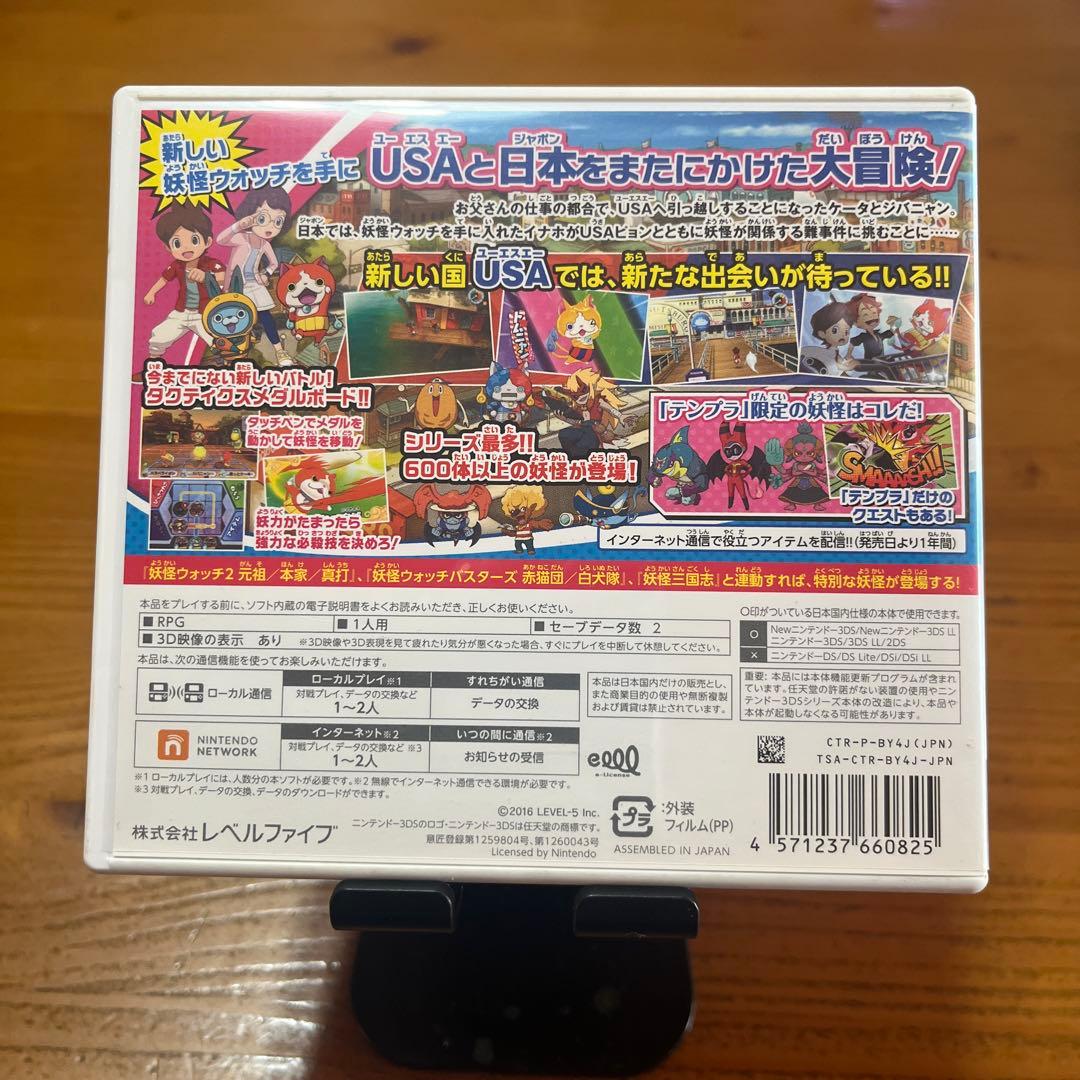 新しい
妖怪ウォッチを手に
USAと日本をまたにかけた大冒険!
お父さんの仕事の都合で、USAへ引っ越しすることになったケータとジバニャン。
日本では、妖怪ウォッチを手に入れたイナホがUSAピョンとともに妖怪が関係する難事件に挑むことに……
新しい国USAでは、新たな出会いが待っている!!
トムニャン
今までにない新しいバトル!
タクティクスメダルボード!!
タッチペンでメダルを
動かして妖怪を移動!
妖力がたまったら
強力な必殺技を決めろ!
シリーズ最多!!
600体以上の妖怪が登場!
「テンプラ」限定の妖怪はコレだ!
SMAAASH!!
「テンプラ」だけの
クエストもある!
インターネット通信で役立つアイテムを配信!!(発売日より1年間)
『妖怪ウォッチ2 元祖/本家/真打』、『妖怪ウォッチバスターズ 赤猫団/白犬隊』、『妖怪三国志』と連動すれば、特別な妖怪が登場する!
本品をプレイする前に、ソフト内蔵の電子説明書をよくお読みいただき、正しくお使いください。
■RPG
■1人用
■セーブデータ数 2
■3D映像の表示 あり ※3D映像や3D表現を見て疲れたり気分が悪くなった場合、すぐにプレイを中断して休憩してください。
本品は、次の通信機能を使ってお楽しみいただけます。
ローカル通信
ローカルプレイ※1
対戦プレイ、データの交換など
1〜2人
すれちがい通信
データの交換
NINTENDO
NETWORK
インターネット※2
対戦プレイ、データの交換など ※3
1〜2人
いつの間に通信※2
お知らせの受信
※1 ローカルプレイには、人数分の本ソフトが必要です。※2 無線でインターネット通信できる環境が必要です。
※3 対戦プレイ、データの交換、データのダウンロードができます。
〇印がついている日本国内仕様の本体で使用できます。
〇 Newニンテンドー3DS/Newニンテンドー3DS LL
ニンテンドー3DS/3DS LL/2DS
× ニンテンドーDS/DS Lite/DSi/DSi LL
本品は日本国内だけの販売とし、
また商業目的の使用や無断複製
および賃貸は禁止されています。
重要: 本品には本体機能更新プログラムが含まれ
ています。任天堂の許諾がない装置の使用やニン
テンドー3DSシリーズ本体の改造により、本品や
本体が起動しなくなる可能性があります。
e-License
CTR-P-BY4J(JPN)
TSA-CTR-BY4J-JPN
株式会社レベルファイブ
©2016 LEVEL-5 Inc.
ニンテンドー3DSのロゴ・ニンテンドー3DSは任天堂の商標です。
意匠登録第1259804号、第1260043号
Licensed by Nintendo
プラ
:外装
フィルム(PP)
ASSEMBLED IN JAPAN
4 571237 660825